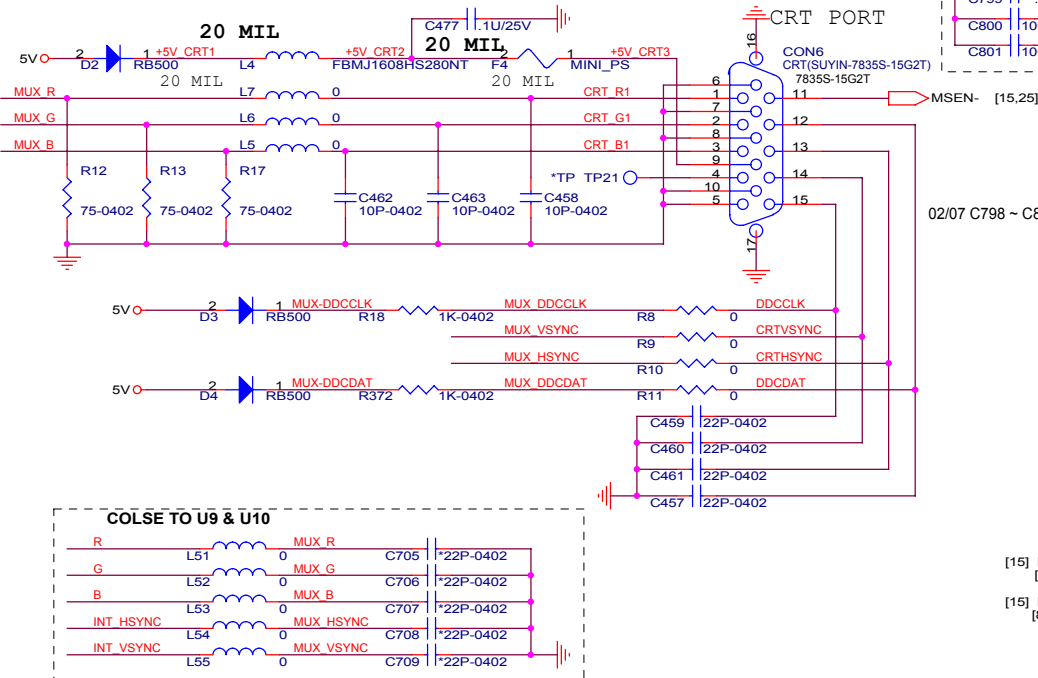 C477 .1U/25V
CRT PORT
C800 10
C801 10
20 MIL
20 MIL
16
5V 2 D2 1 RB500 +5V_CRT1 L4 +5V_CRT2 FBMJ1608HS280NT 2 F4 1 MINI_PS +5V_CRT3
20 MIL
20 MIL
CON6
CRT(SUYIN-7835S-15G2T)
7835S-15G2T
MUX_R L7 0 CRT_R1
MUX_G L6 0 CRT_G1
MUX_B L5 0 CRT_B1
6
1
7
2
8
3
9
4
10
5
11
12
13
14
15
17
MSEN- [15,25]
R12
75-0402
R13
75-0402
R17
75-0402
C462
10P-0402
C463
10P-0402
C458
10P-0402
*TP TP21
02/07 C798 ~ C8
5V 2 D3 1 RB500 MUX-DDCCLK R18 1K-0402 MUX_DDCCLK R8 0 DDCCLK
MUX_VSYNC R9 0 CRTVSYNC
MUX_HSYNC R10 0 CRTHSYNC
5V 2 D4 1 RB500 MUX-DDCDAT R372 1K-0402 MUX_DDCDAT R11 0 DDCDAT
C459 22P-0402
C460 22P-0402
C461 22P-0402
C457 22P-0402
COLSE TO U9 & U10
R L51 0 MUX_R C705 *22P-0402
G L52 0 MUX_G C706 *22P-0402
B L53 0 MUX_B C707 *22P-0402
INT_HSYNC L54 0 MUX_HSYNC C708 *22P-0402
INT_VSYNC L55 0 MUX_VSYNC C709 *22P-0402
[15]
[15]